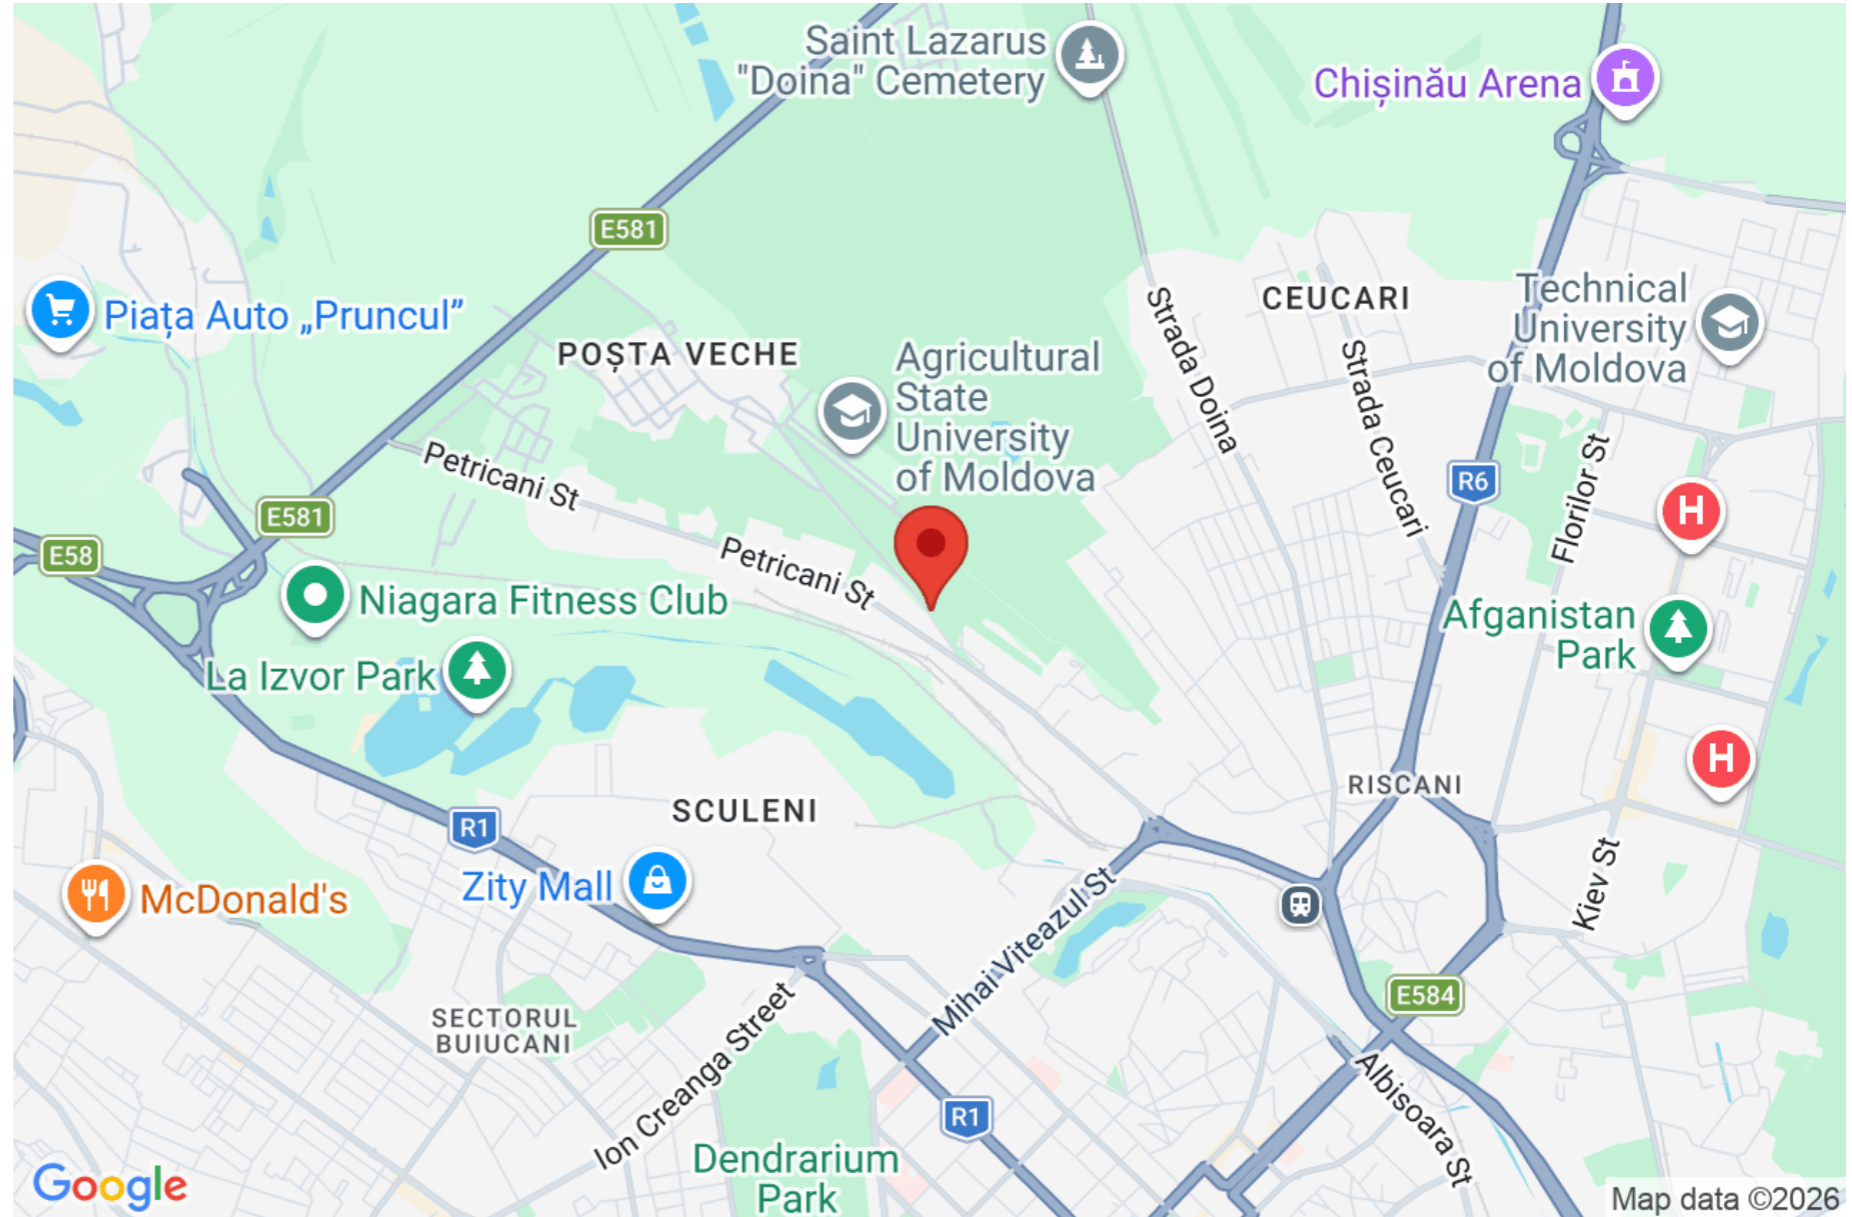 Saint Lazarus
"Doina" Cemetery
Chișinău Arena
E581
Piața Auto „Pruncul”
POȘTA VECHE
Agricultural
State
University
of Moldova
Strada Doina
CEUCARI
Strada Ceucari
Technical
University
of Moldova
R6
Florilor St
H
Petricani St
E581
E58
Petricani St
Niagara Fitness Club
La Izvor Park
Afganistan
Park
H
RISCANI
SCULENI
R1
Zity Mall
McDonald's
Mihai Viteazul St
Kiev St
E584
SECTORUL
BUIUCANI
Ion Creanga Street
R1
Albisoara St
Dendrarium
Park
Google
Map data ©2026